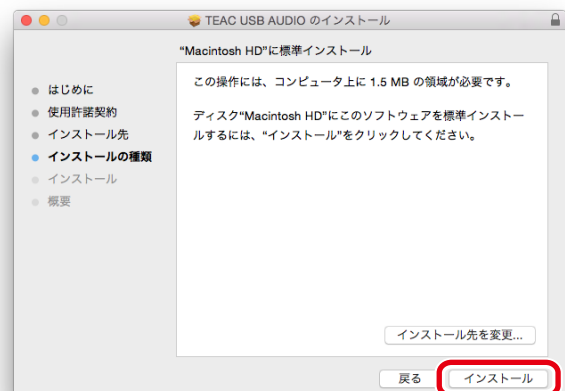 TEAC USB AUDIO のインストール
“Macintosh HD”に標準インストール
はじめに
使用許諾契約
インストール先
インストールの種類
インストール
概要
この操作には、コンピュータ上に 1.5 MB の領域が必要です。
ディスク“Macintosh HD”にこのソフトウェアを標準インストー
ルするには、“インストール”をクリックしてください。
インストール先を変更...
戻る
インストール